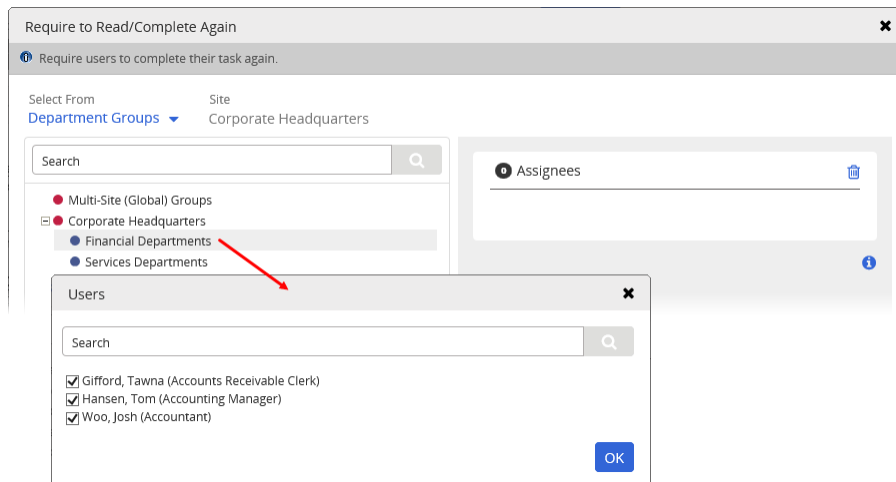 Require to Read/Complete Again
Require users to complete their task again.
Select From
Site
Department Groups
Corporate Headquarters
Search
0 Assignees
Multi-Site (Global) Groups
Corporate Headquarters
Financial Departments
Services Departments
Users
Search
Gifford, Tawna (Accounts Receivable Clerk)
Hansen, Tom (Accounting Manager)
Woo, Josh (Accountant)
OK